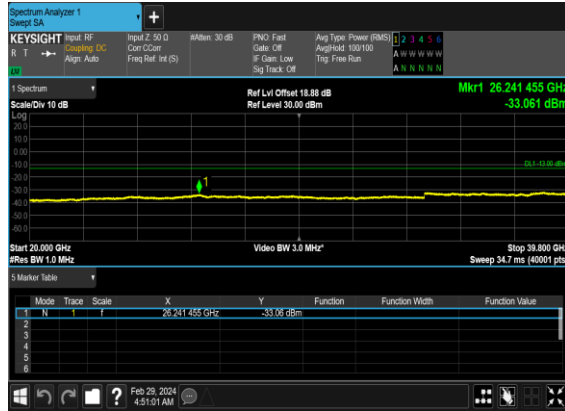 Spectrum Analyzer 1
Swept SA
KEYSIGHT Input: RF Input Z: 50 Ω #Atten: 30 dB PNO: Fast Avg Type: Power (RMS) 1 2 3 4 5 6
R T Coupling: DC Corr CCorr Gate: Off Avg|Hold: 100/100 A W W W W W
Align: Auto Freq Ref: Int (S) IF Gain: Low Trig: Free Run
Sig Track: Off A N N N N N
1 Spectrum Ref Lvl Offset 18.88 dB Mkr1 26.241 455 GHz
Scale/Div 10 dB Ref Level 30.00 dBm -33.061 dBm
Log
20.0
10.0
0.00
-10.0
DL1 -13.00 dBm
-20.0
1
-30.0
-40.0
-50.0
-60.0
Start 20.000 GHz Video BW 3.0 MHz* Stop 39.800 GHz
#Res BW 1.0 MHz Sweep 34.7 ms (40001 pts)
5 Marker Table
Mode Trace Scale X Y Function Function Width Function Value
1 N 1 f 26.241 455 GHz -33.06 dBm
2
3
4
5
6
? Feb 29, 2024
4:51:01 AM